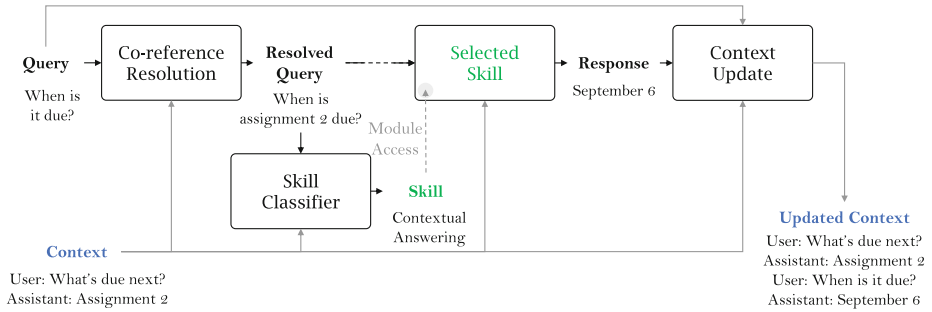 Query
When is
it due?
Co-reference
Resolution
Resolved
Query
When is
assignment 2 due?
Skill
Classifier
Module
Access
Skill
Contextual
Answering
Selected
Skill
Response
September 6
Context
Update
Context
User: What's due next?
Assistant: Assignment 2
Updated Context
User: What's due next?
Assistant: Assignment 2
User: When is it due?
Assistant: September 6